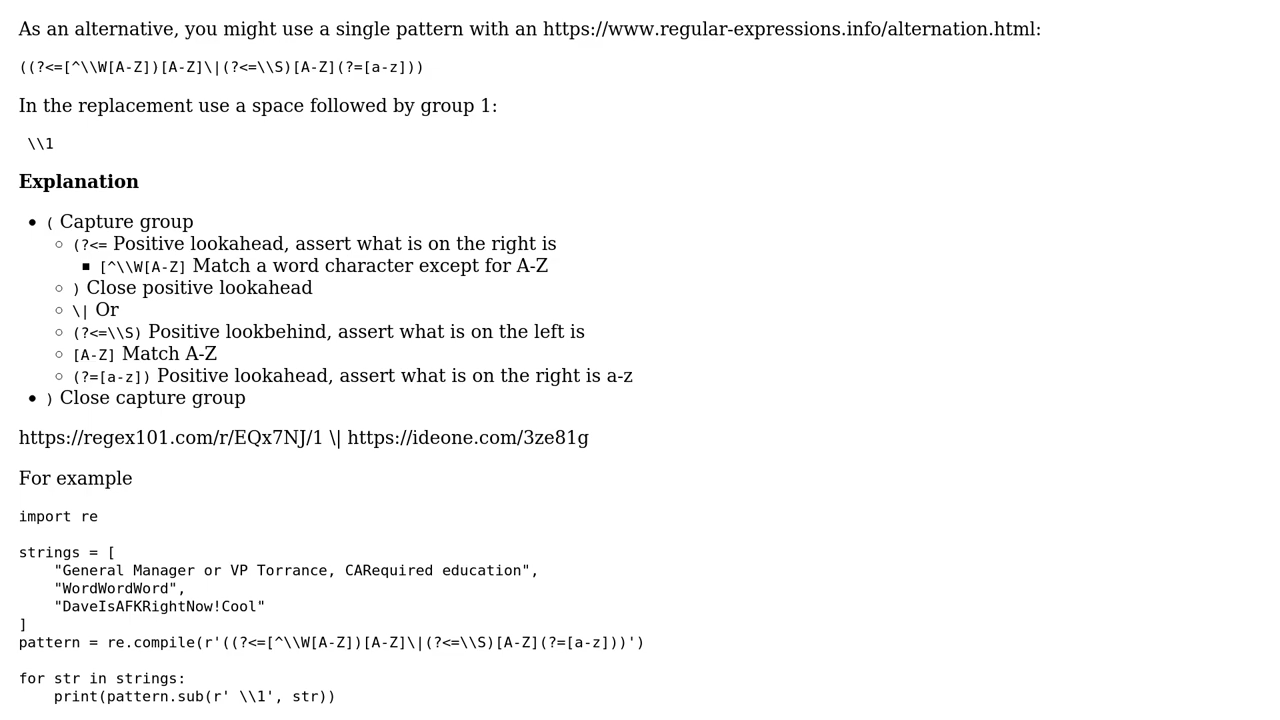 As an alternative, you might use a single pattern with an https://www.regular-expressions.info/alternation.html:
((?<=[^\\W[A-Z])[A-Z]\|(?<=\\S)[A-Z](?=[a-z]))
In the replacement use a space followed by group 1:
 \\1
Explanation
• ( Capture group
◦ (?<= Positive lookahead, assert what is on the right is
▪ [^\\W[A-Z] Match a word character except for A-Z
◦ ) Close positive lookahead
◦ \| Or
◦ (?<=\\S) Positive lookbehind, assert what is on the left is
◦ [A-Z] Match A-Z
◦ (?=[a-z]) Positive lookahead, assert what is on the right is a-z
• ) Close capture group
https://regex101.com/r/EQx7NJ/1 \| https://ideone.com/3ze81g
For example
import re
strings = [
    "General Manager or VP Torrance, CARequired education",
    "WordWordWord",
    "DaveIsAFKRightNow!Cool"
]
pattern = re.compile(r'((?<=[^\\W[A-Z])[A-Z]\|(?<=\\S)[A-Z](?=[a-z]))')
for str in strings:
    print(pattern.sub(r' \\1', str))